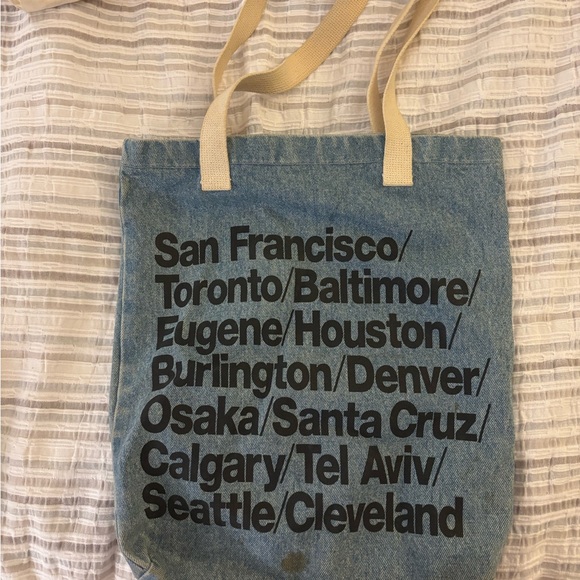 San Francisco/
Toronto/Baltimore/
Eugene/Houston/
Burlington/Denver/
Osaka/Santa Cruz/
Calgary/Tel Aviv/
Seattle/Cleveland